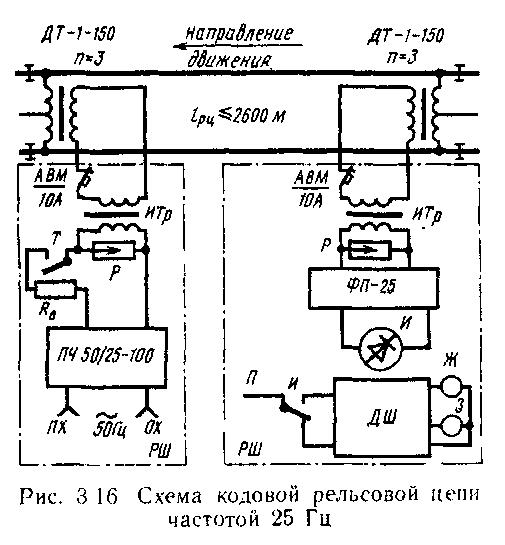 ДТ-1-150
n=3
направление
движения
ДТ-1-150
n=3
lрц ≤2600 м
АВМ
10А
ИТр
Т
Р
Rв
ПЧ 50/25-100
ПХ
50Гц
ОХ
РШ
АВМ
10А
ИТр
Р
ФП-25
И
П
И
ДШ
Ж
З
РШ
Рис. 3 16 Схема кодовой рельсовой цепи
частотой 25 Гц